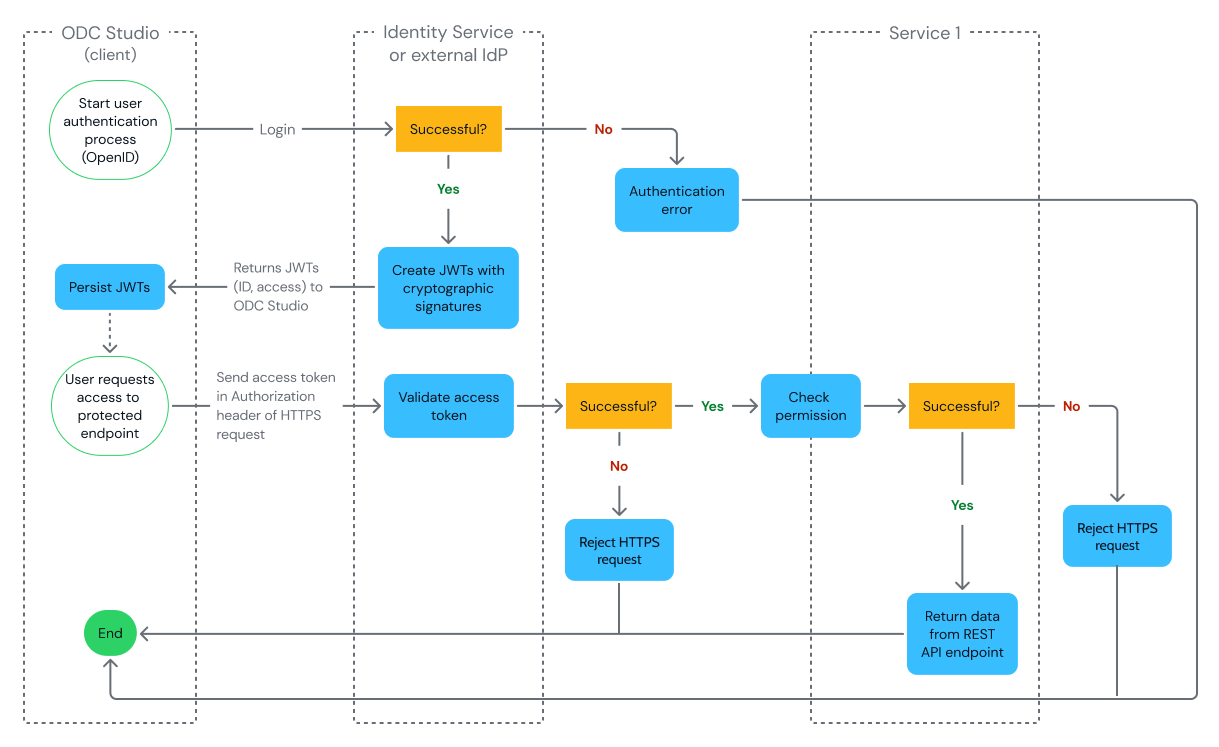 ODC Studio
(client)
Identity Service
or external IdP
Service 1
Start user
authentication
process
(OpenID)
Login
Successful?
No
Yes
Authentication
error
Persist JWTs
Returns JWTs
(ID, access) to
ODC Studio
Create JWTs with
cryptographic
signatures
User requests
access to
protected
endpoint
Send access token
in Authorization
header of HTTPS
request
Validate access
token
Successful?
Yes
Check
permission
Successful?
No
No
Yes
Reject HTTPS
request
Reject HTTPS
request
End
Return data
from REST
API endpoint